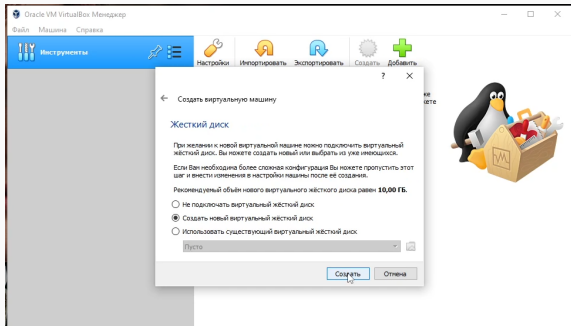 Oracle VM VirtualBox Менеджер
Файл Машина Справка
Инструменты
Настройки Импортировать Экспортировать Создать Добавить
? ×
Создать виртуальную машину
Жесткий диск
При желании к новой виртуальной машине можно подключить виртуальный
жёсткий диск. Вы можете создать новый или выбрать из уже имеющихся.
Если Вам необходима более сложная конфигурация Вы можете пропустить этот
шаг и внести изменения в настройки машины после её создания.
Рекомендуемый объём нового виртуального жёсткого диска равен 10,00 ГБ.
Не подключать виртуальный жёсткий диск
Создать новый виртуальный жёсткий диск
Использовать существующий виртуальный жёсткий диск
Пусто
Создать Отмена